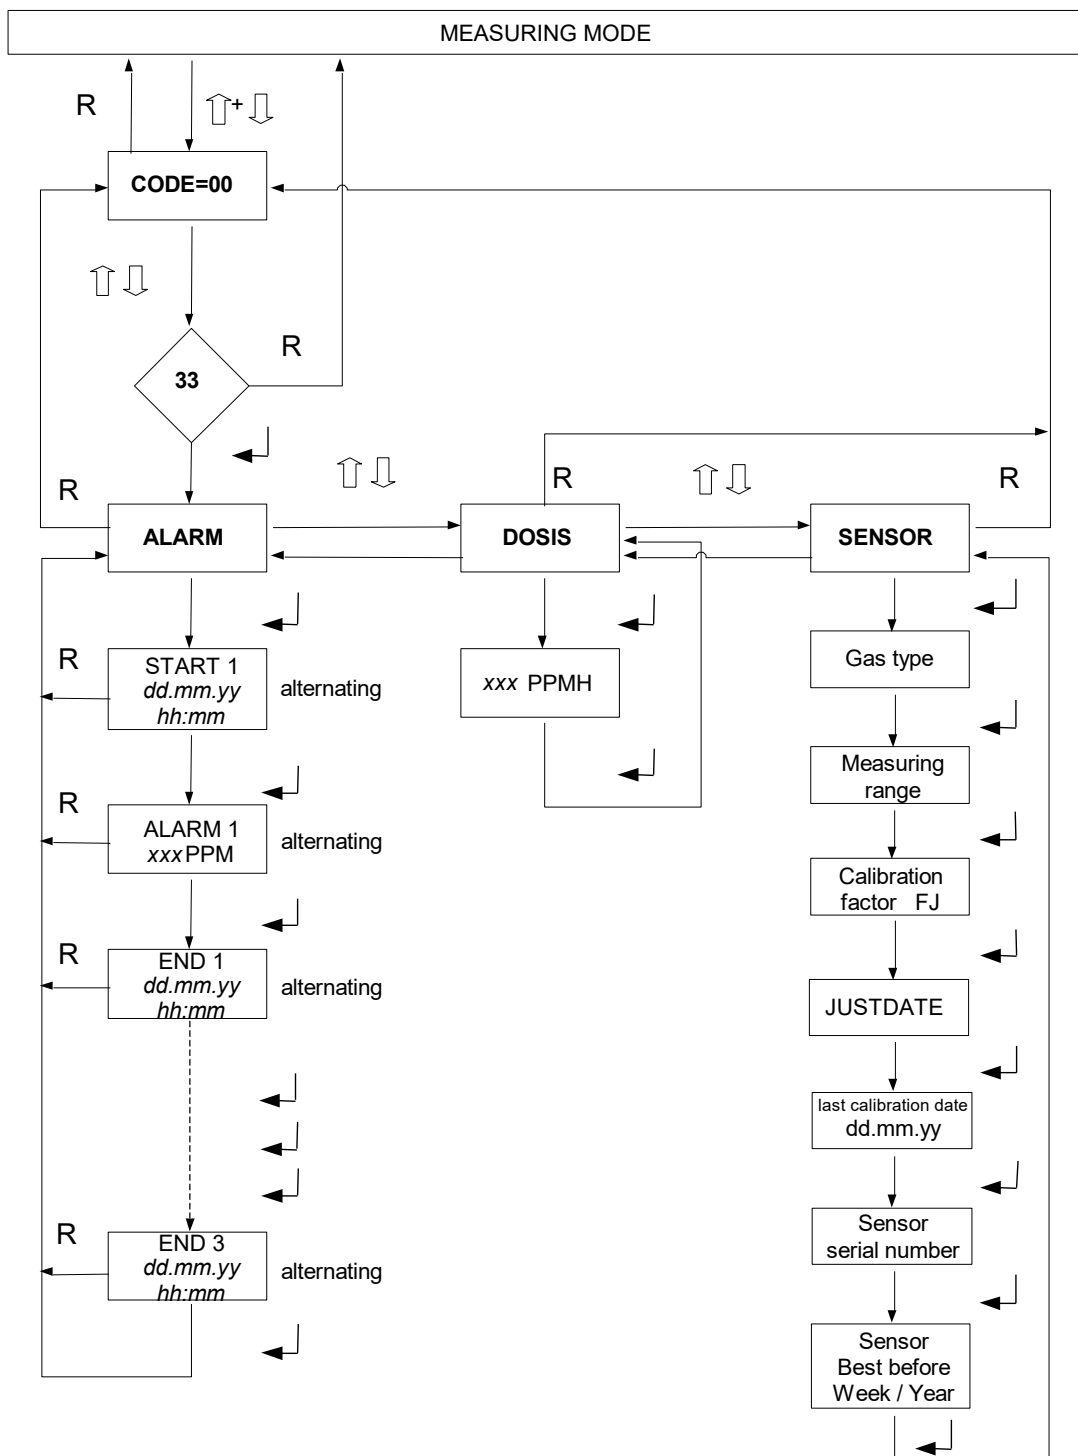 MEASURING MODE
R
+
CODE=00
R
33
R
R
R
ALARM
DOSIS
SENSOR
R
START 1
dd.mm.yy
hh:mm
alternating
xxx PPMH
Gas type
R
ALARM 1
xxxPPM
alternating
Measuring
range
Calibration
factor FJ
R
END 1
dd.mm.yy
hh:mm
alternating
JUSTDATE
last calibration date
dd.mm.yy
Sensor
serial number
R
END 3
dd.mm.yy
hh:mm
alternating
Sensor
Best before
Week / Year